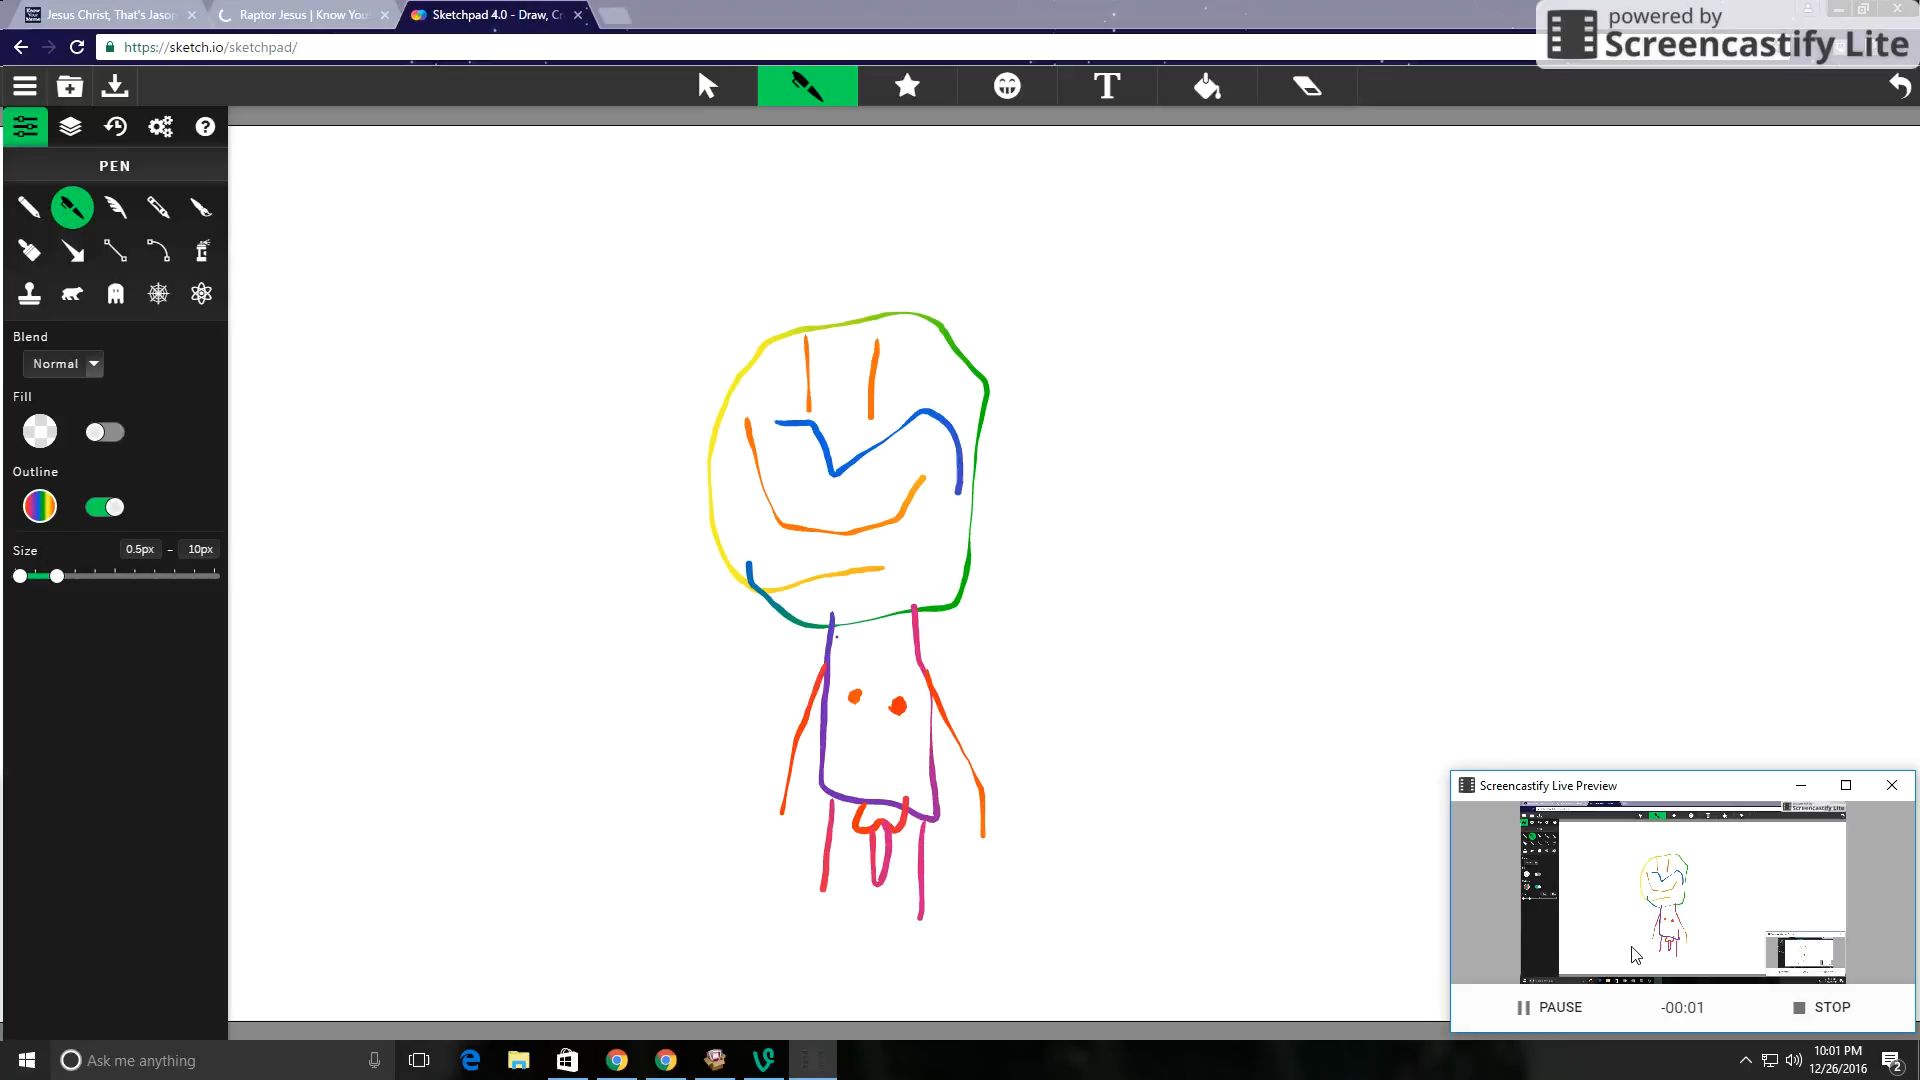 Jesus Christ, That's Jason
Raptor Jesus | Know You
Sketchpad 4.0 - Draw, Cr
powered by
Screencastify Lite
https://sketch.io/sketchpad/
T
PEN
Blend
Normal
Fill
Outline
Size
0.5px - 10px
Screencastify Live Preview
PAUSE
-00:01
STOP
Ask me anything
10:01 PM
12/26/2016
2